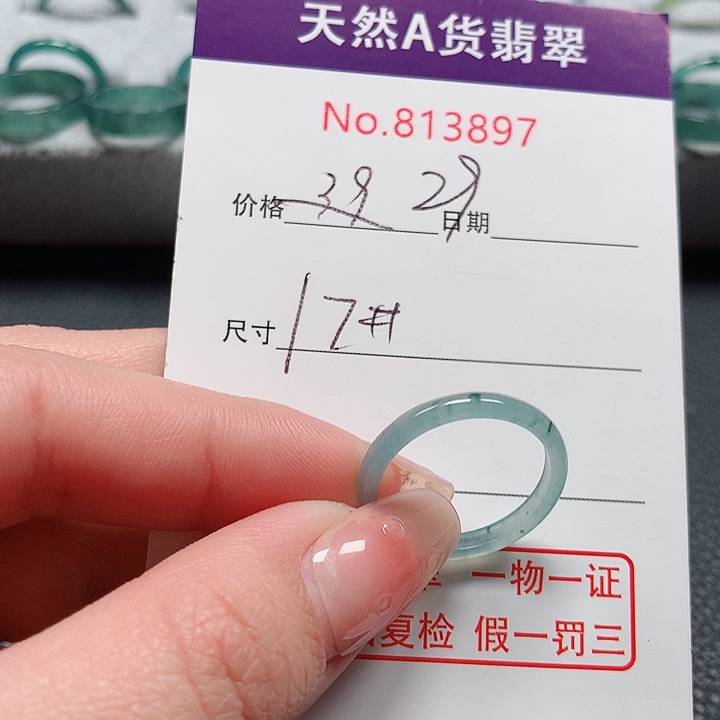 天然A货翡翠
No.813897
价格 39 29 日期
尺寸 17#
一物一证
复检 假一罚三